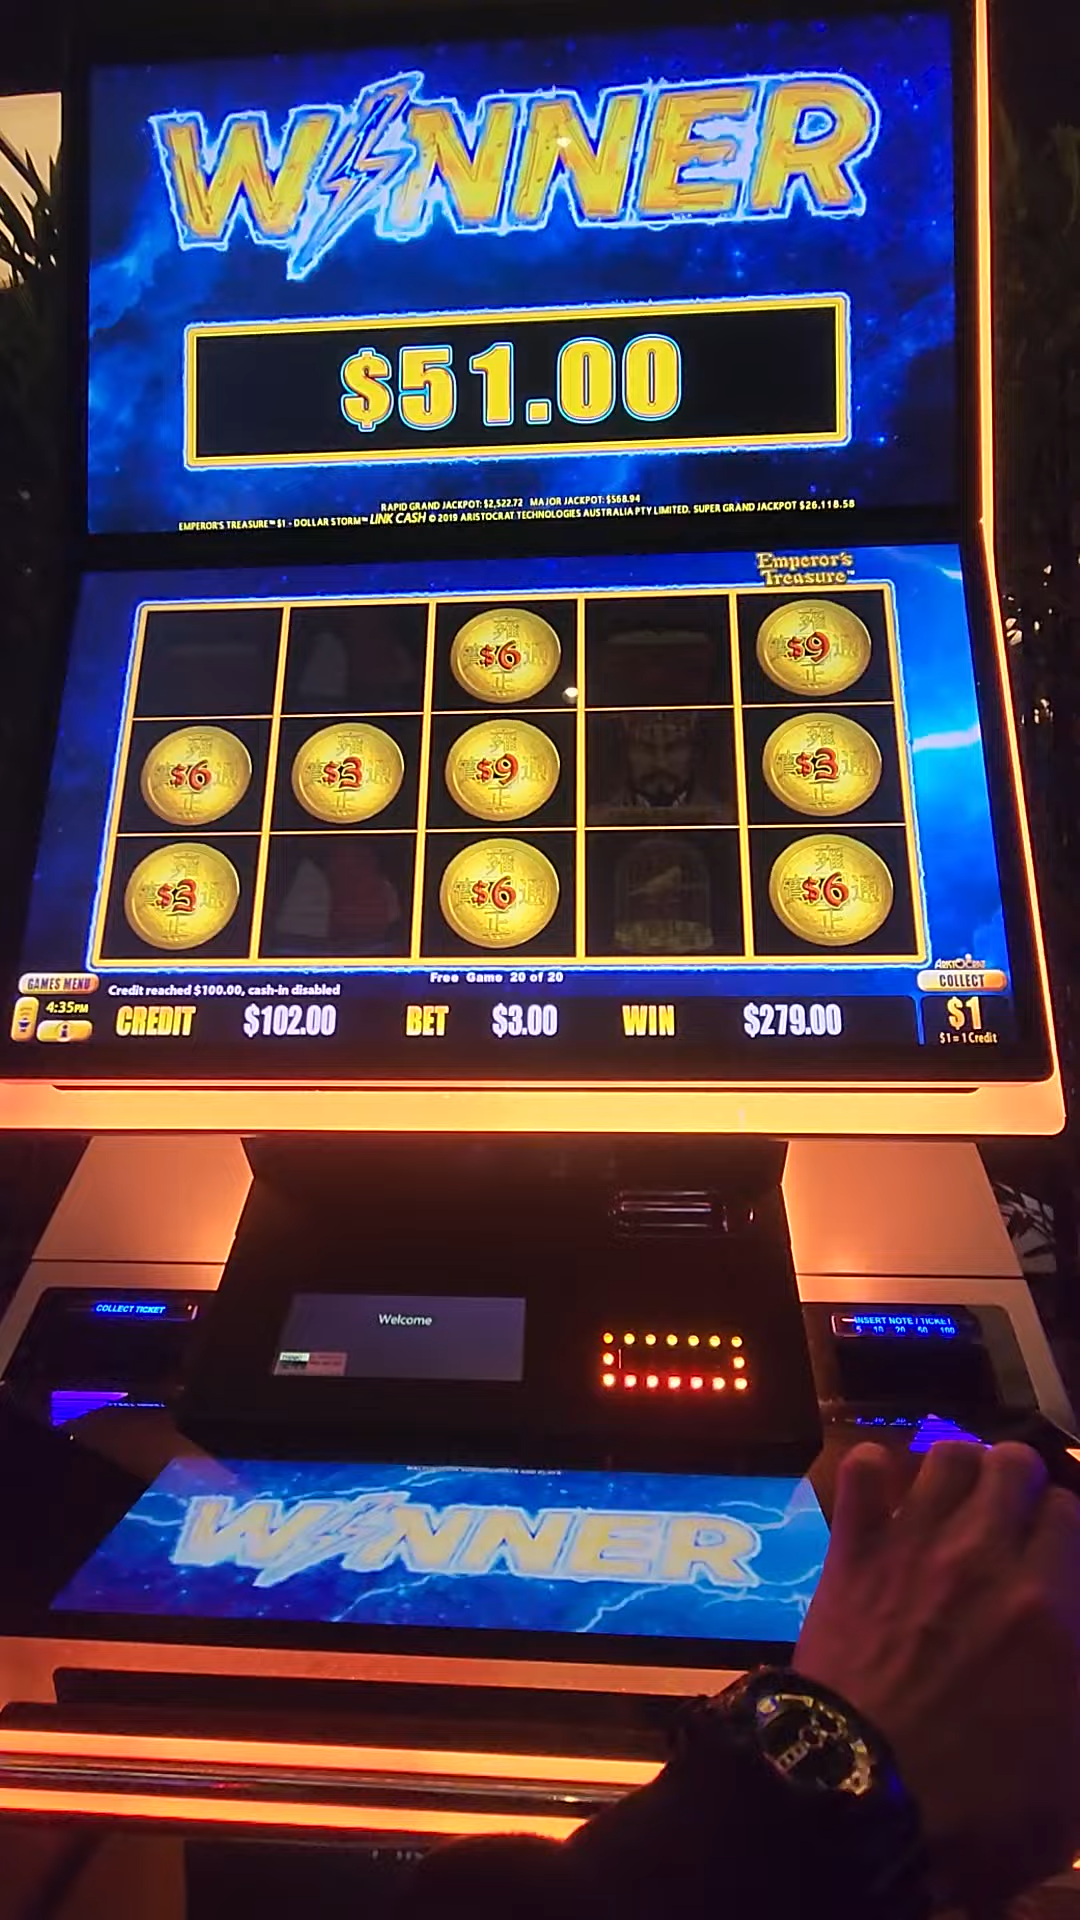 WINNER
$51.00
RAPID GRAND JACKPOT: $2,522.72 MAJOR JACKPOT: $568.94
EMPEROR'S TREASURE™ $1 - DOLLAR STORM™ LINK CASH © 2019 ARISTOCRAT TECHNOLOGIES AUSTRALIA PTY LIMITED. SUPER GRAND JACKPOT $26,118.58
Emperor's
Treasure™
$6 $9
$6 $3 $9 $3
$3 $6 $6
Free Game 20 of 20
ARISTOCRAT
GAMES MENU
Credit reached $100.00, cash-in disabled
COLLECT
4:35PM
CREDIT $102.00 BET $3.00 WIN $279.00
$1
$1 = 1 Credit
COLLECT TICKET
Welcome
INSERT NOTE / TICKET
5 10 20 50 100
WINNER